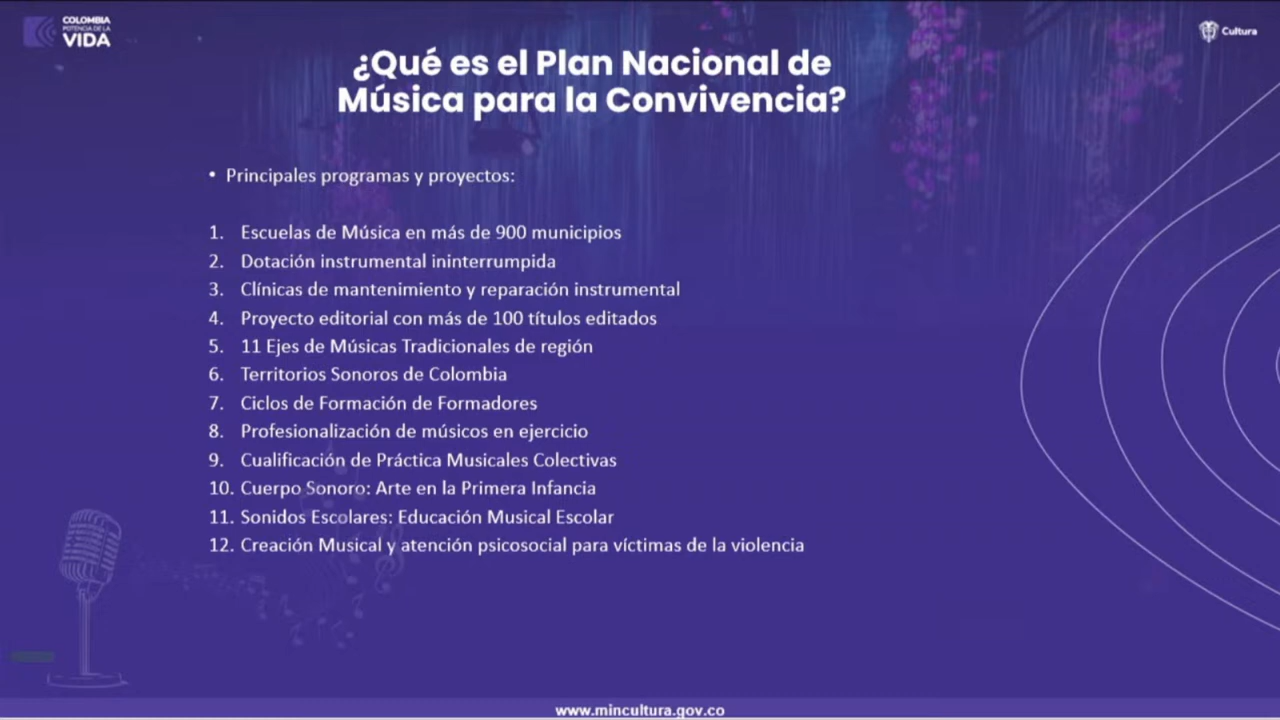 COLOMBIA
POTENCIA DE LA
VIDA
Cultura
¿Qué es el Plan Nacional de
Música para la Convivencia?
• Principales programas y proyectos:
1. Escuelas de Música en más de 900 municipios
2. Dotación instrumental ininterrumpida
3. Clínicas de mantenimiento y reparación instrumental
4. Proyecto editorial con más de 100 títulos editados
5. 11 Ejes de Músicas Tradicionales de región
6. Territorios Sonoros de Colombia
7. Ciclos de Formación de Formadores
8. Profesionalización de músicos en ejercicio
9. Cualificación de Práctica Musicales Colectivas
10. Cuerpo Sonoro: Arte en la Primera Infancia
11. Sonidos Escolares: Educación Musical Escolar
12. Creación Musical y atención psicosocial para víctimas de la violencia
www.mincultura.gov.co